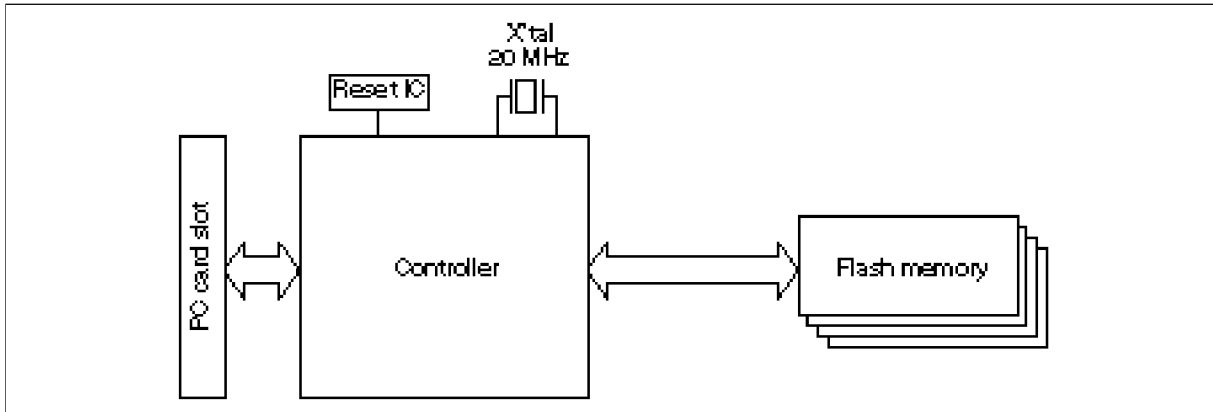 X'tal
20 MHz
Reset IC
PC card slot
Controller
Flash memory